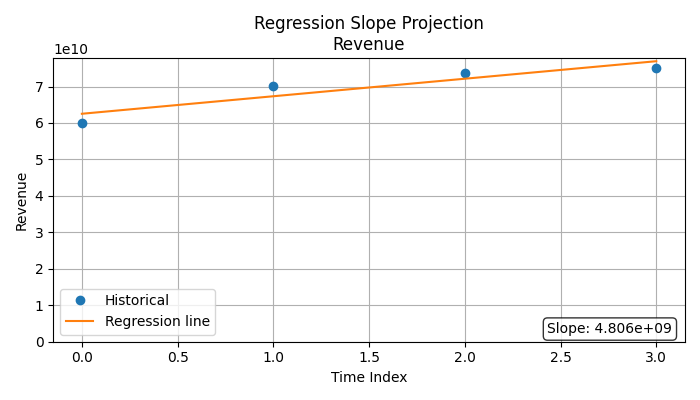 Regression Slope Projection
Revenue
1e10
7
6
5
4
3
2
1
0
Revenue
Historical
Regression line
Slope: 4.806e+09
0.0 0.5 1.0 1.5 2.0 2.5 3.0
Time Index